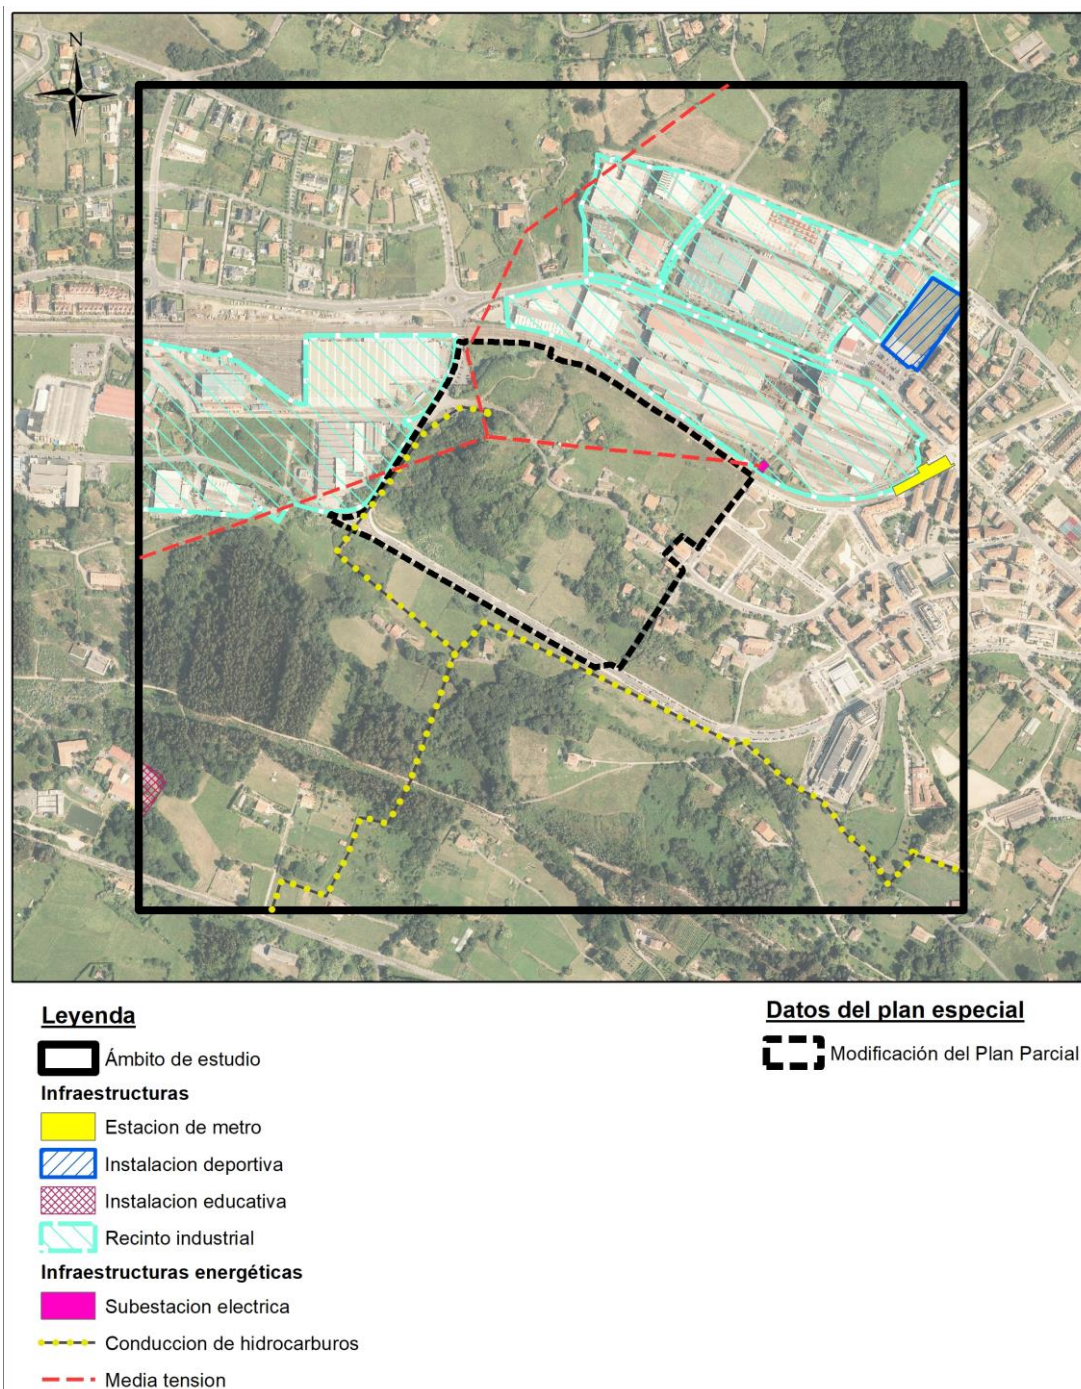 N
Leyenda
Datos del plan especial
Ámbito de estudio
Modificación del Plan Parcial
Infraestructuras
Estacion de metro
Instalacion deportiva
Instalacion educativa
Recinto industrial
Infraestructuras energéticas
Subestacion electrica
Conduccion de hidrocarburos
Media tension